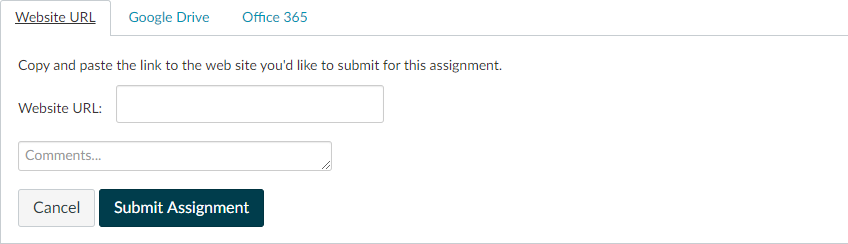 Website URL Google Drive Office 365
Copy and paste the link to the web site you'd like to submit for this assignment.
Website URL:
Comments...
Cancel Submit Assignment